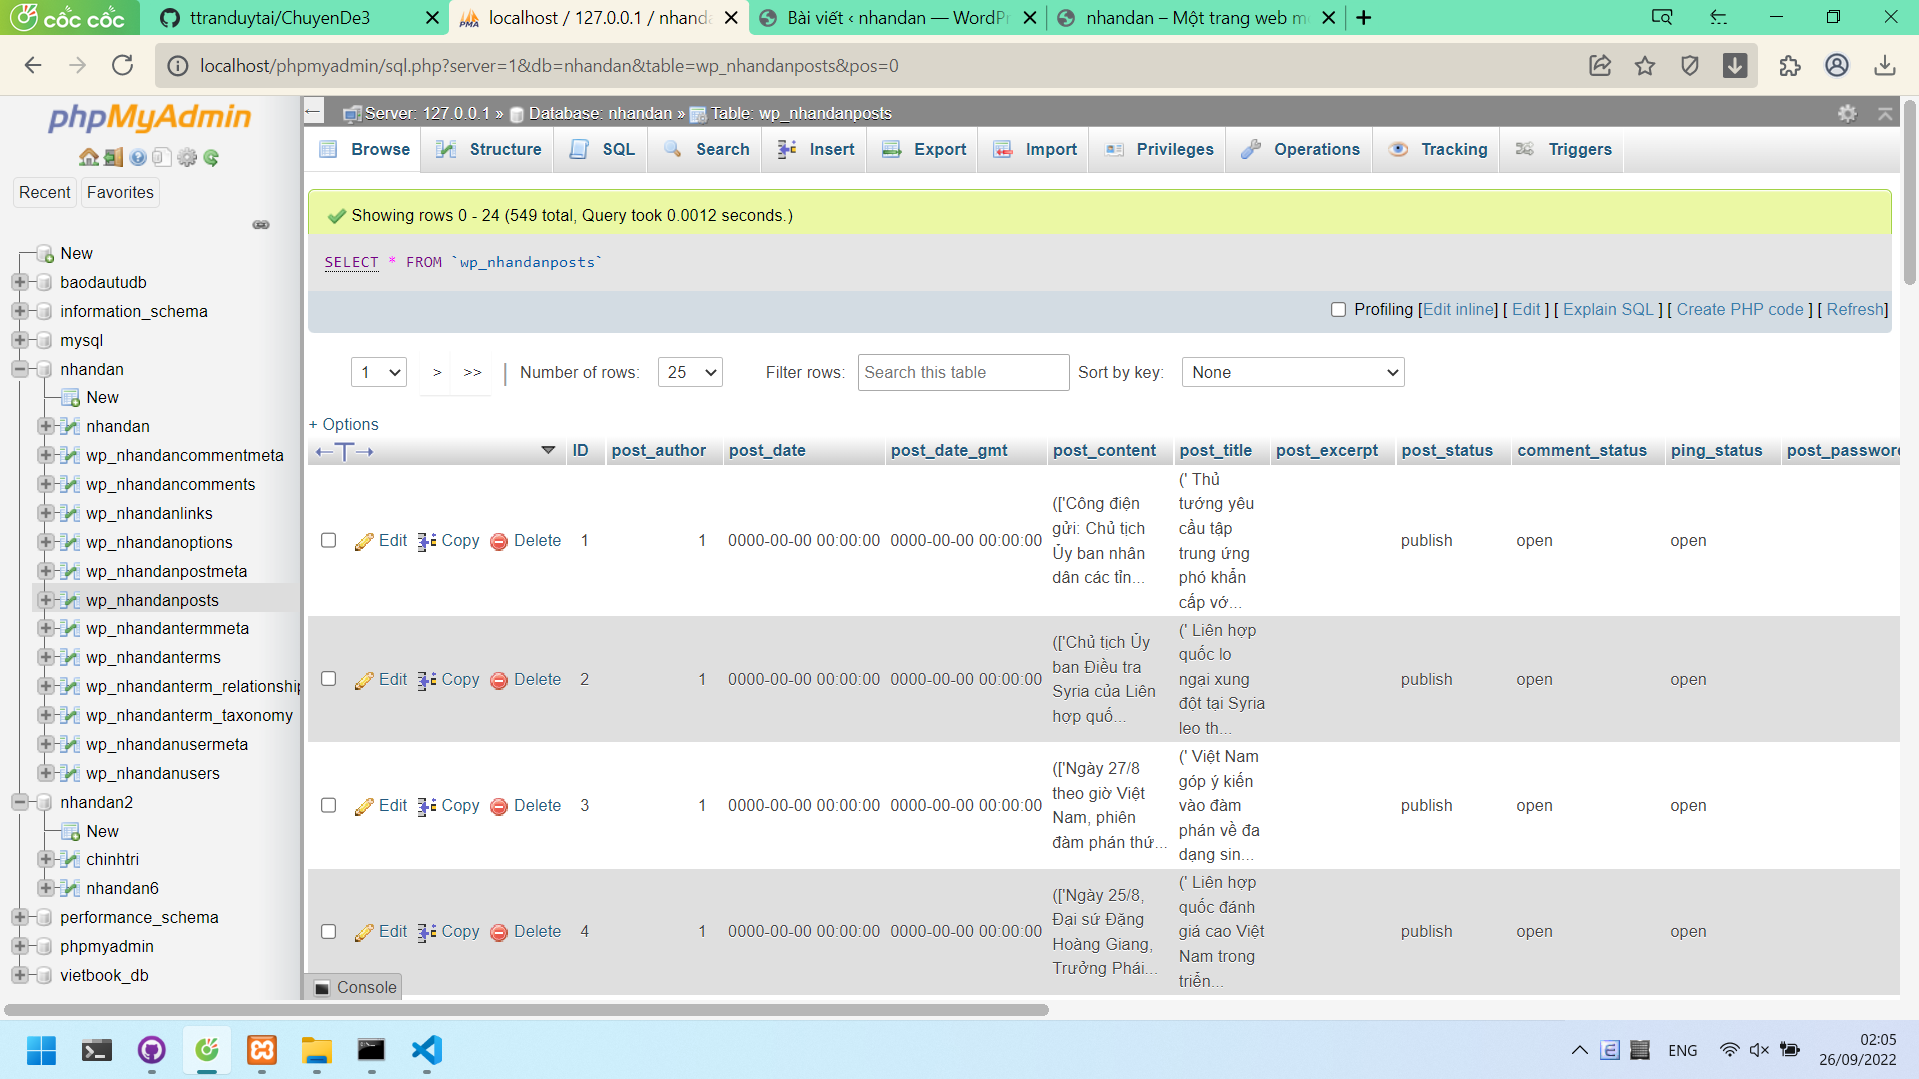 cốc cốc
ttranduytai/ChuyenDe3
localhost / 127.0.0.1 / nhanda
Bài viết ‹ nhandan — WordPr
nhandan – Một trang web m
localhost/phpmyadmin/sql.php?server=1&db=nhandan&table=wp_nhandanposts&pos=0
phpMyAdmin
Recent
Favorites
New
baodautudb
information_schema
mysql
nhandan
New
nhandan
wp_nhandancommentmeta
wp_nhandancomments
wp_nhandanlinks
wp_nhandanoptions
wp_nhandanpostmeta
wp_nhandanposts
wp_nhandantermmeta
wp_nhandanterms
wp_nhandanterm_relationship
wp_nhandanterm_taxonomy
wp_nhandanusermeta
wp_nhandanusers
nhandan2
New
chinhtri
nhandan6
performance_schema
phpmyadmin
vietbook_db
Server: 127.0.0.1 » Database: nhandan » Table: wp_nhandanposts
Browse Structure SQL Search Insert Export Import Privileges Operations Tracking Triggers
Showing rows 0 - 24 (549 total, Query took 0.0012 seconds.)
SELECT * FROM `wp_nhandanposts`
Profiling [Edit inline] [ Edit ] [ Explain SQL ] [ Create PHP code ] [ Refresh]
1 > >> | Number of rows: 25 Filter rows: Search this table Sort by key: None
+ Options
←T→ ID post_author post_date post_date_gmt post_content post_title post_excerpt post_status comment_status ping_status post_password
Edit Copy Delete 1 1 0000-00-00 00:00:00 0000-00-00 00:00:00
(['Công điện
gửi: Chủ tịch
Ủy ban nhân
dân các tỉn...
(' Thủ
tướng yêu
cầu tập
trung ứng
phó khẩn
cấp vớ...
publish open open
Edit Copy Delete 2 1 0000-00-00 00:00:00 0000-00-00 00:00:00
(['Chủ tịch Ủy
ban Điều tra
Syria của Liên
hợp quố...
(' Liên hợp
quốc lo
ngại xung
đột tại Syria
leo th...
publish open open
Edit Copy Delete 3 1 0000-00-00 00:00:00 0000-00-00 00:00:00
(['Ngày 27/8
theo giờ Việt
Nam, phiên
đàm phán thứ...
(' Việt Nam
góp ý kiến
vào đàm
phán về đa
dạng sin...
publish open open
Edit Copy Delete 4 1 0000-00-00 00:00:00 0000-00-00 00:00:00
(['Ngày 25/8,
Đại sứ Đặng
Hoàng Giang,
Trưởng Phái...
(' Liên hợp
quốc đánh
giá cao Việt
Nam trong
triển...
publish open open
Console
ENG
02:05
26/09/2022